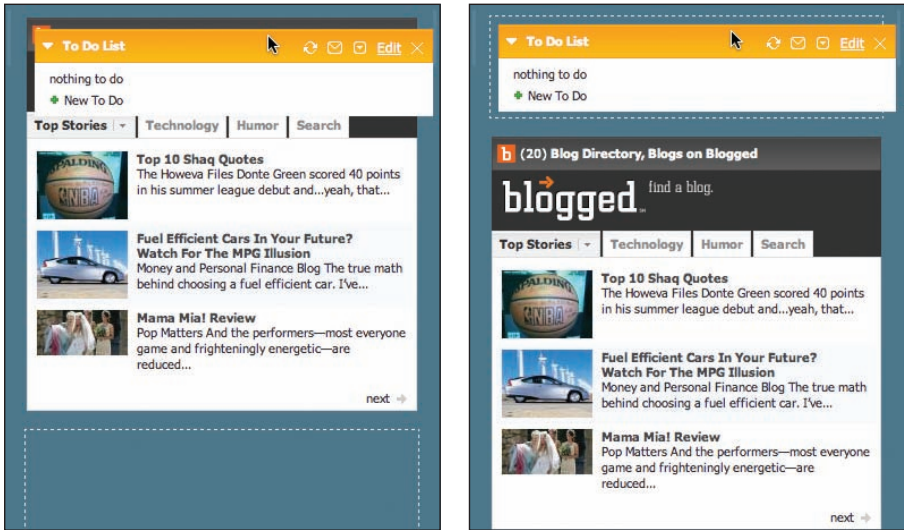 To Do List
Edit
nothing to do
New To Do
Top Stories
Technology
Humor
Search
SPALDING
NBA
Top 10 Shaq Quotes
The Howeva Files Donte Green scored 40 points
in his summer league debut and...yeah, that...
Fuel Efficient Cars In Your Future?
Watch For The MPG Illusion
Money and Personal Finance Blog The true math
behind choosing a fuel efficient car. I've...
Mama Mia! Review
Pop Matters And the performers—most everyone
game and frighteningly energetic—are
reduced...
next
To Do List
Edit
nothing to do
New To Do
b (20) Blog Directory, Blogs on Blogged
blogged find a blog.
Top Stories
Technology
Humor
Search
SPALDING
NBA
Top 10 Shaq Quotes
The Howeva Files Donte Green scored 40 points
in his summer league debut and...yeah, that...
Fuel Efficient Cars In Your Future?
Watch For The MPG Illusion
Money and Personal Finance Blog The true math
behind choosing a fuel efficient car. I've...
Mama Mia! Review
Pop Matters And the performers—most everyone
game and frighteningly energetic—are
reduced...
next